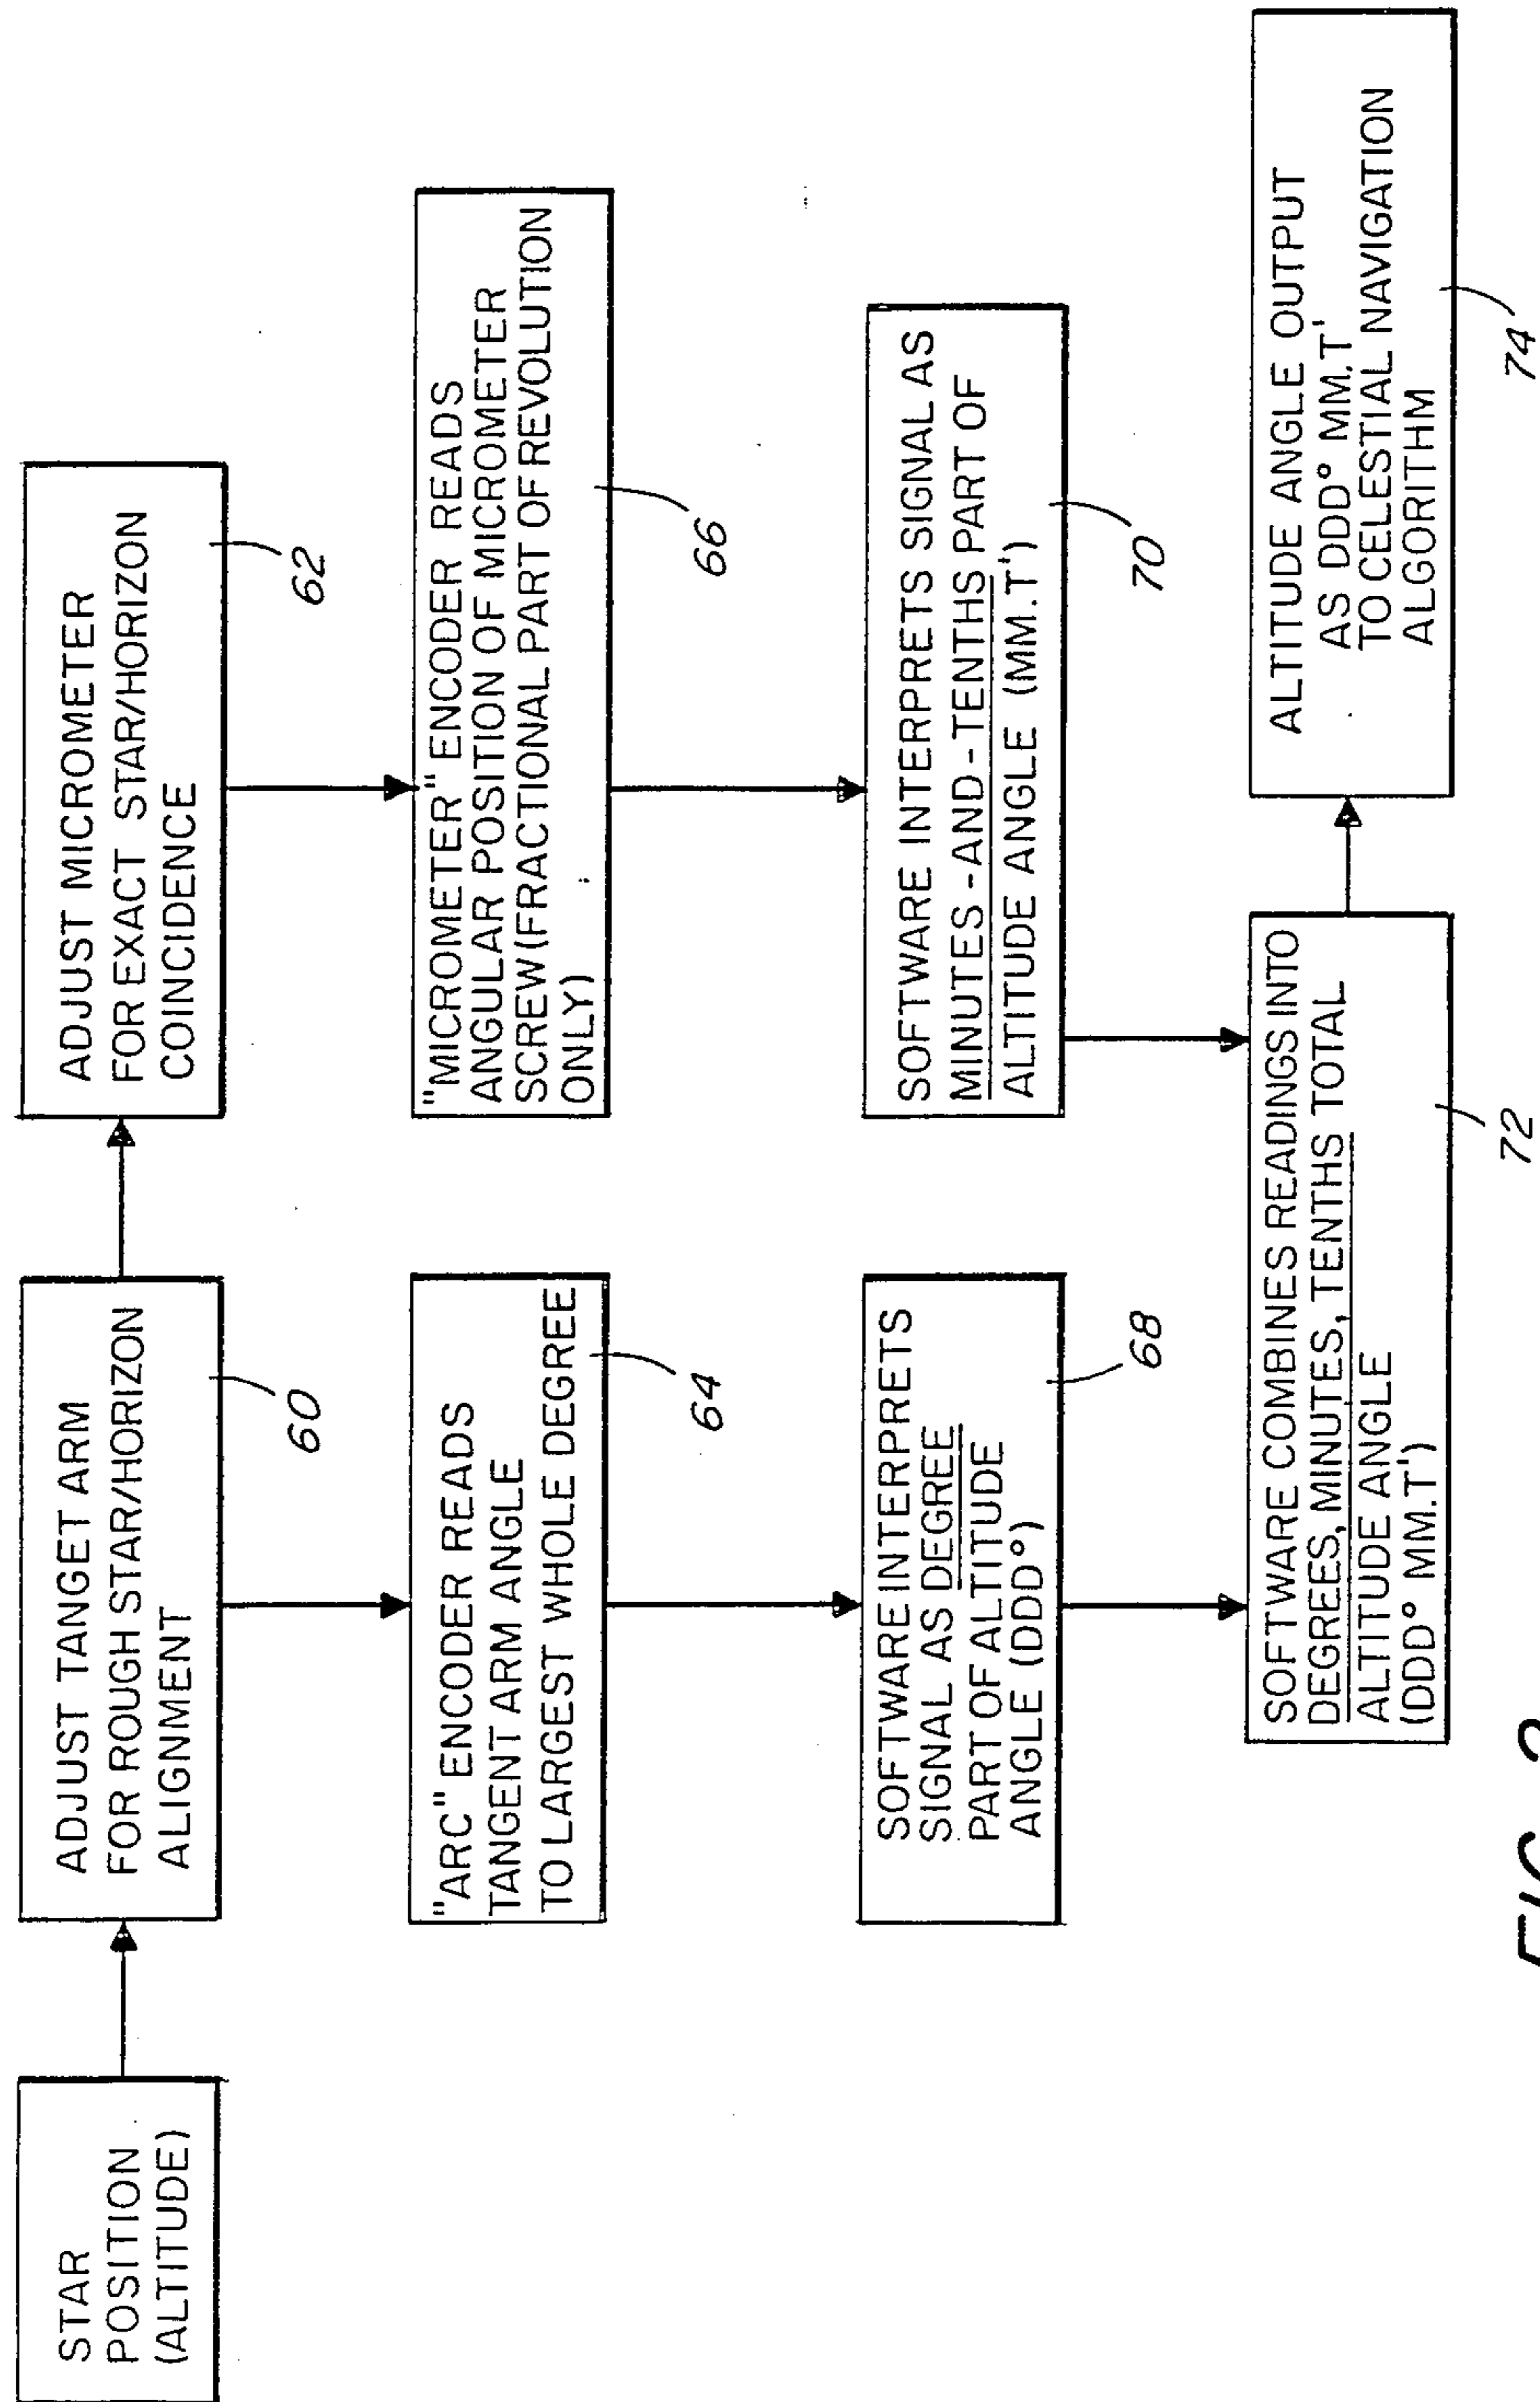 STAR
POSITION
(ALTITUDE)
ADJUST TANGET ARM
FOR ROUGH STAR/HORIZON
ALIGNMENT
60
ADJUST MICROMETER
FOR EXACT STAR/HORIZON
COINCIDENCE
62
"ARC" ENCODER READS
TANGENT ARM ANGLE
TO LARGEST WHOLE DEGREE
64
"MICROMETER" ENCODER READS
ANGULAR POSITION OF MICROMETER
SCREW (FRACTIONAL PART OF REVOLUTION
ONLY)
66
SOFTWARE INTERPRETS
SIGNAL AS DEGREE
PART OF ALTITUDE
ANGLE (DDD°)
68
SOFTWARE INTERPRETS SIGNAL AS
MINUTES-AND-TENTHS PART OF
ALTITUDE ANGLE (MM.T')
70
SOFTWARE COMBINES READINGS INTO
DEGREES, MINUTES, TENTHS TOTAL
ALTITUDE ANGLE
(DDD° MM.T')
72
ALTITUDE ANGLE OUTPUT
AS DDD° MM.T'
TO CELESTIAL NAVIGATION
ALGORITHM
74
FIG.